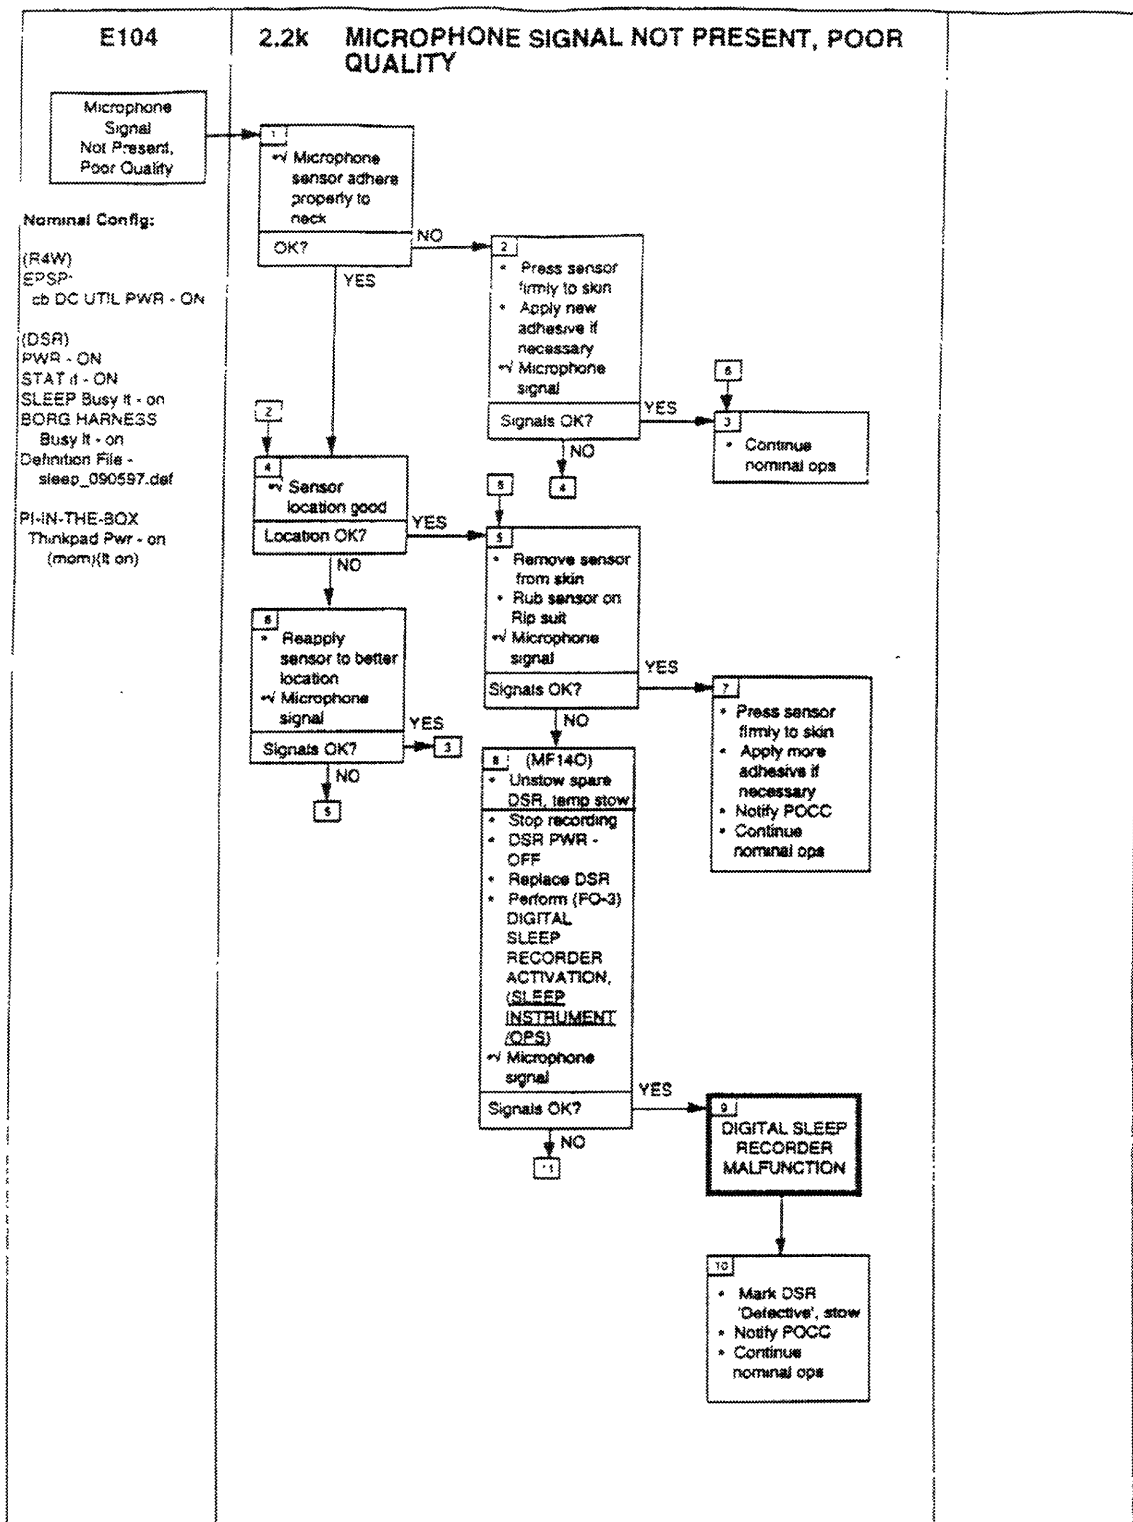 E104
2.2k MICROPHONE SIGNAL NOT PRESENT, POOR
QUALITY
Microphone
Signal
Not Present,
Poor Quality
Nominal Config:
(R4W)
EPSP:
cb DC UTIL PWR - ON
(DSR)
PWR - ON
STAT lt - ON
SLEEP Busy lt - on
BORG HARNESS
Busy lt - on
Definition File -
sleep_090597.def
PI-IN-THE-BOX
Thinkpad Pwr - on
(mom)(lt on)
1
•√ Microphone
sensor adhere
properly to
neck
OK?
NO
YES
2
• Press sensor
firmly to skin
• Apply new
adhesive if
necessary
•√ Microphone
signal
Signals OK?
YES
NO
4
6
3
• Continue
nominal ops
2
4
•√ Sensor
location good
Location OK?
YES
NO
5
• Remove sensor
from skin
• Rub sensor on
Rip suit
•√ Microphone
signal
Signals OK?
YES
NO
6
• Reapply
sensor to better
location
•√ Microphone
signal
Signals OK?
YES
3
NO
5
7
• Press sensor
firmly to skin
• Apply more
adhesive if
necessary
• Notify POCC
• Continue
nominal ops
8 (MF14O)
• Unstow spare
DSR, temp stow
• Stop recording
• DSR PWR -
OFF
• Replace DSR
• Perform (FO-3)
DIGITAL
SLEEP
RECORDER
ACTIVATION,
(SLEEP
INSTRUMENT
/OPS)
•√ Microphone
signal
Signals OK?
YES
NO
11
9
DIGITAL SLEEP
RECORDER
MALFUNCTION
10
• Mark DSR
'Defective', stow
• Notify POCC
• Continue
nominal ops